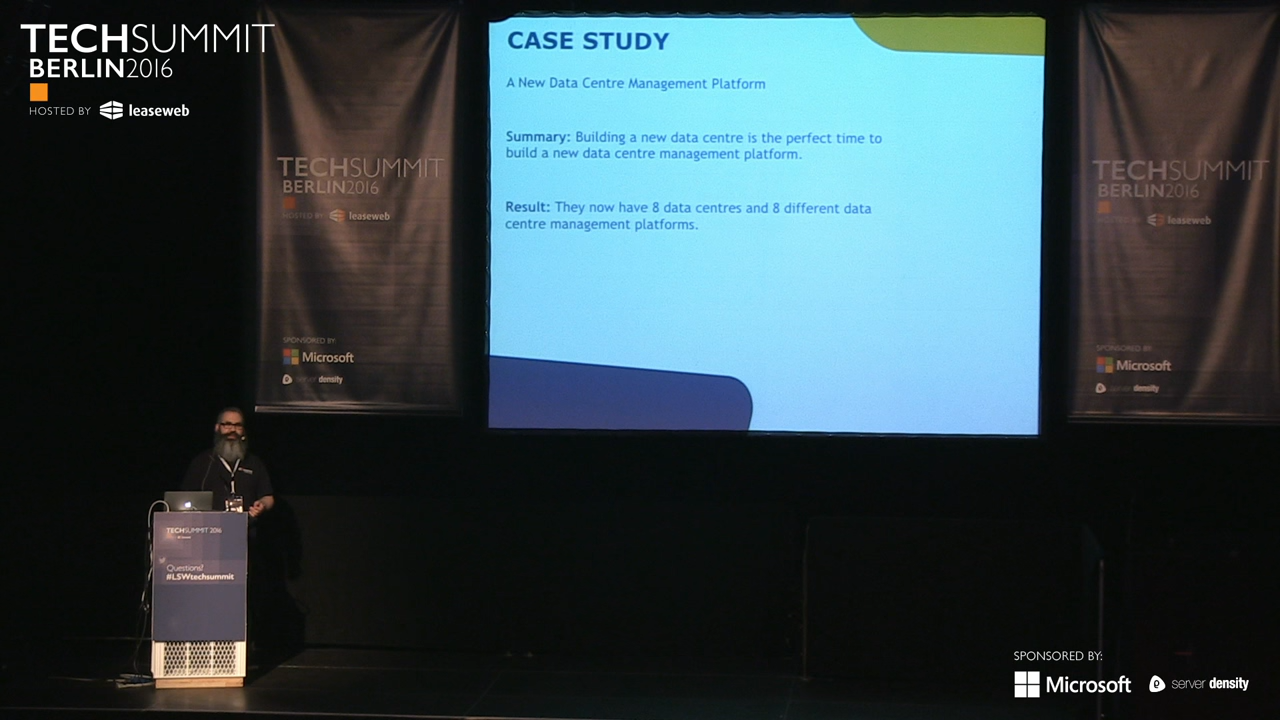 TECHSUMMIT
BERLIN2016
HOSTED BY leaseweb
CASE STUDY
A New Data Centre Management Platform
Summary: Building a new data centre is the perfect time to
build a new data centre management platform.
Result: They now have 8 data centres and 8 different data
centre management platforms.
TECHSUMMIT
BERLIN2016
HOSTED BY leaseweb
SPONSORED BY:
Microsoft
server density
TECHSUMMIT
BERLIN2016
HOSTED BY leaseweb
SPONSORED BY:
Microsoft
server density
TECHSUMMIT 2016
Questions?
#LSWtechsummit
SPONSORED BY:
Microsoft
server density